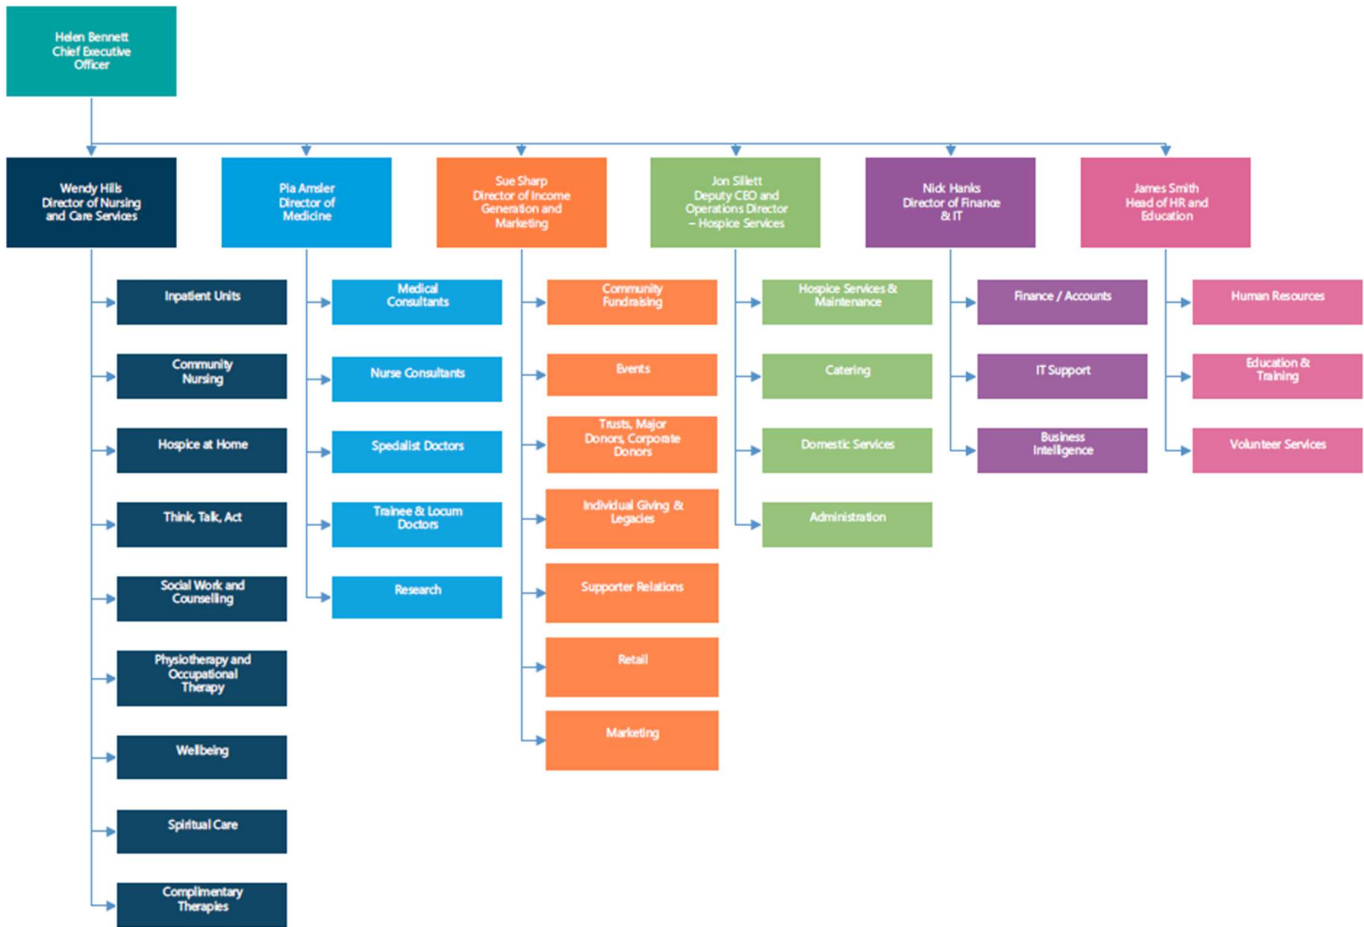 Helen Bennett
Chief Executive
Officer
Wendy Hills
Director of Nursing
and Care Services
Pia Amsler
Director of
Medicine
Sue Sharp
Director of Income
Generation and
Marketing
Jon Sillett
Deputy CEO and
Operations Director
– Hospice Services
Nick Hanks
Director of Finance
& IT
James Smith
Head of HR and
Education
Inpatient Units
Community
Nursing
Hospice at Home
Think, Talk, Act
Social Work and
Counselling
Physiotherapy and
Occupational
Therapy
Wellbeing
Spiritual Care
Complimentary
Therapies
Medical
Consultants
Nurse Consultants
Specialist Doctors
Trainee & Locum
Doctors
Research
Community
Fundraising
Events
Trusts, Major
Donors, Corporate
Donors
Individual Giving &
Legacies
Supporter Relations
Retail
Marketing
Hospice Services &
Maintenance
Catering
Domestic Services
Administration
Finance / Accounts
IT Support
Business
Intelligence
Human Resources
Education &
Training
Volunteer Services